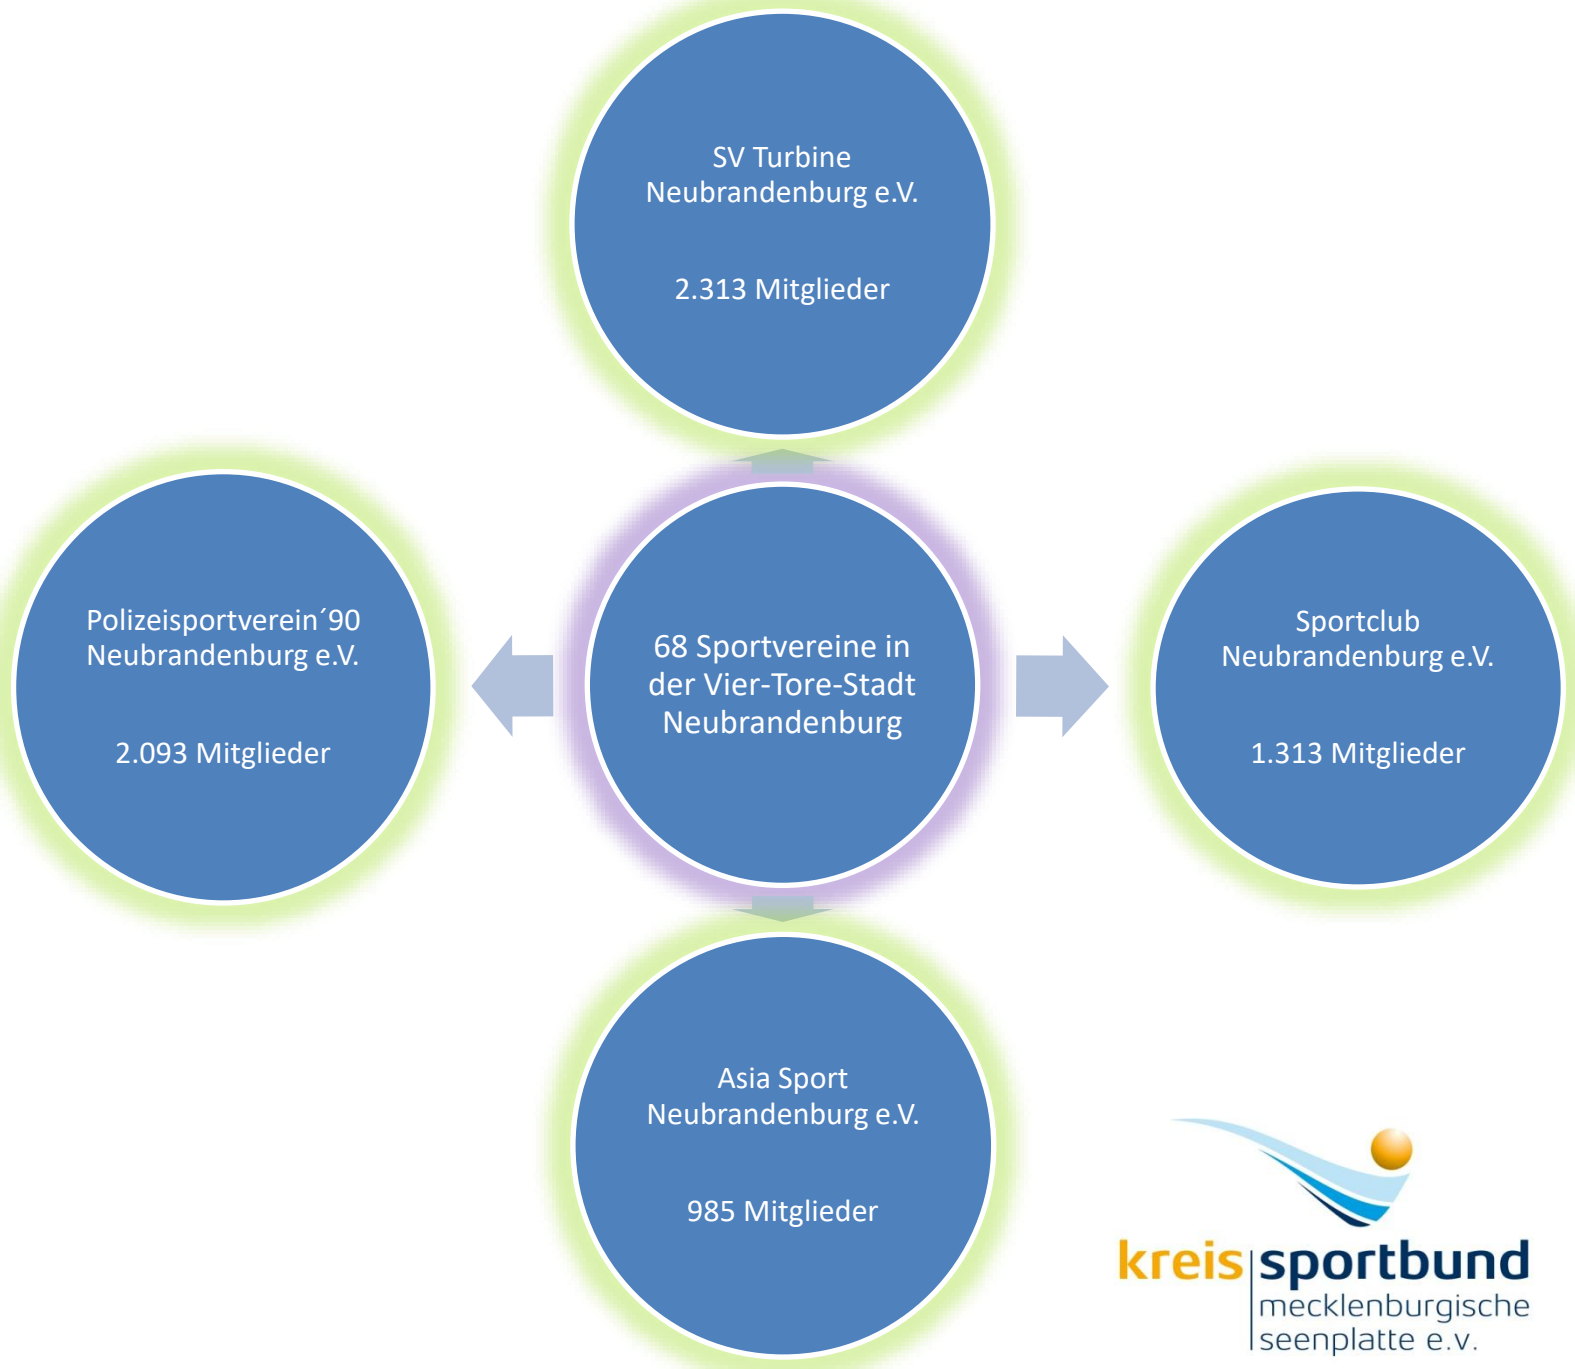 SV Turbine
Neubrandenburg e.V.
2.313 Mitglieder
Polizeisportverein´90
Neubrandenburg e.V.
2.093 Mitglieder
68 Sportvereine in
der Vier-Tore-Stadt
Neubrandenburg
Sportclub
Neubrandenburg e.V.
1.313 Mitglieder
Asia Sport
Neubrandenburg e.V.
985 Mitglieder
kreis sportbund
mecklenburgische
seenplatte e.v.